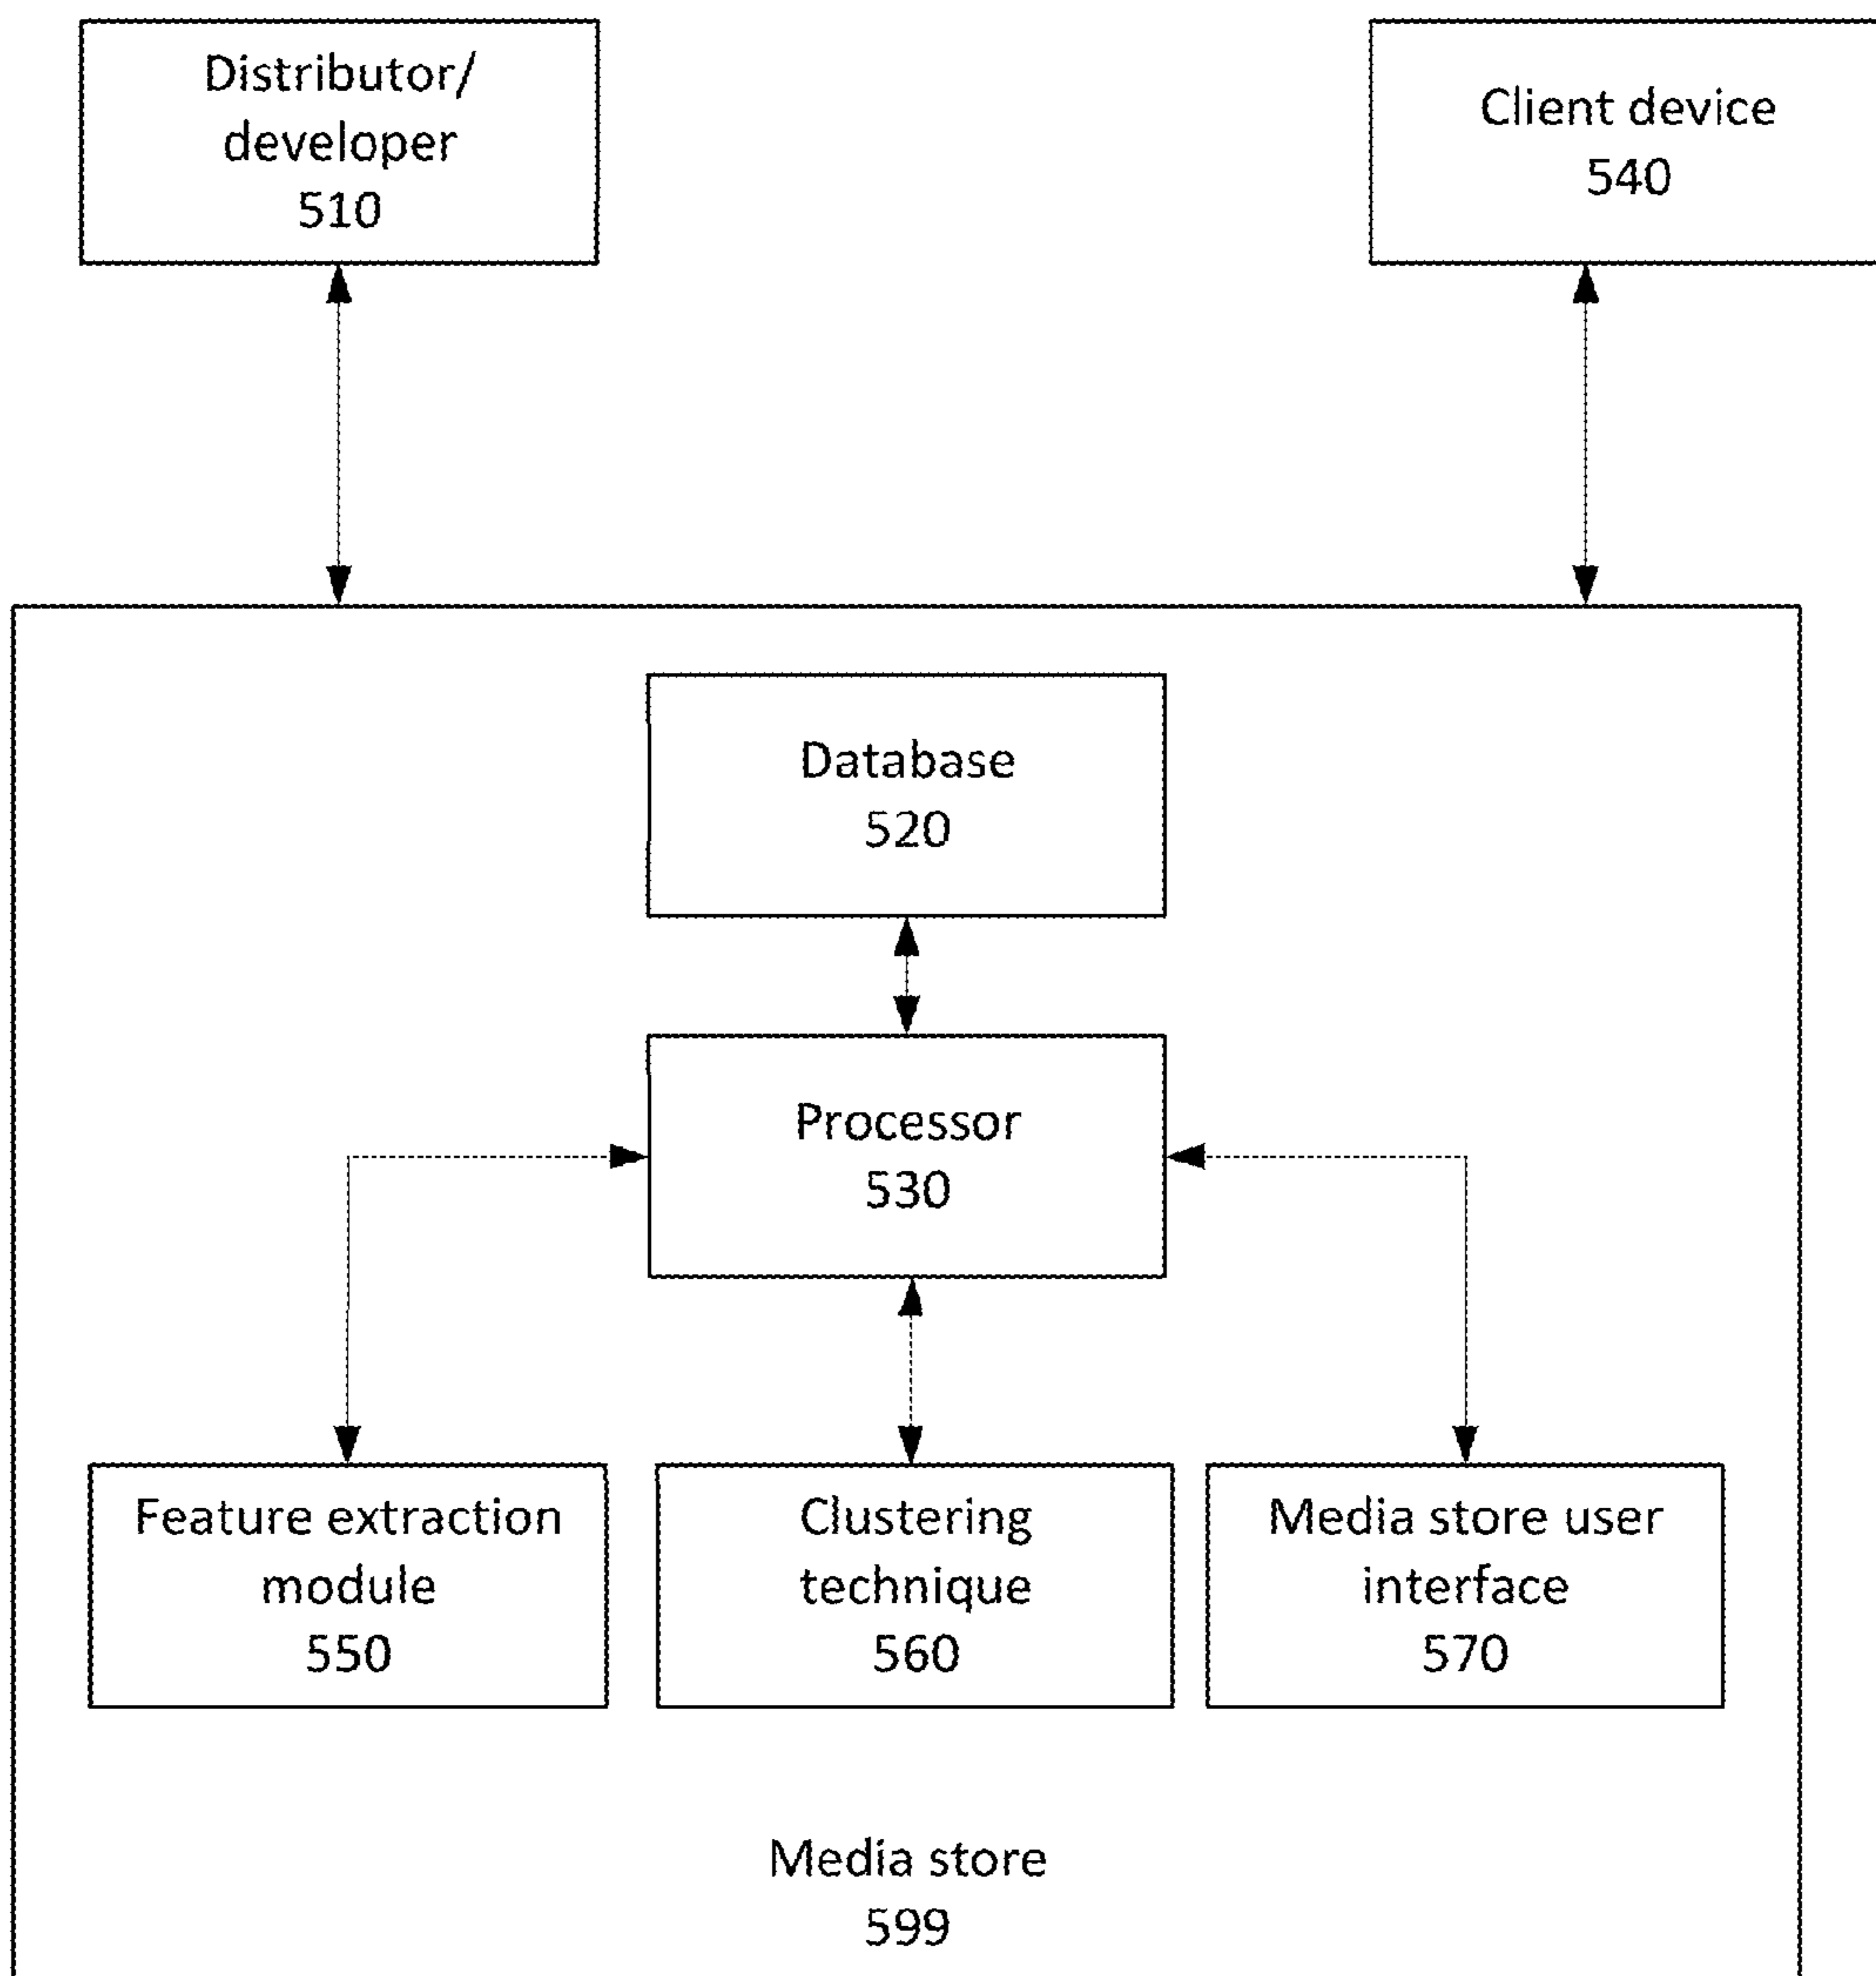 Distributor/
developer
510
Client device
540
Database
520
Processor
530
Feature extraction
module
550
Clustering
technique
560
Media store user
interface
570
Media store
599